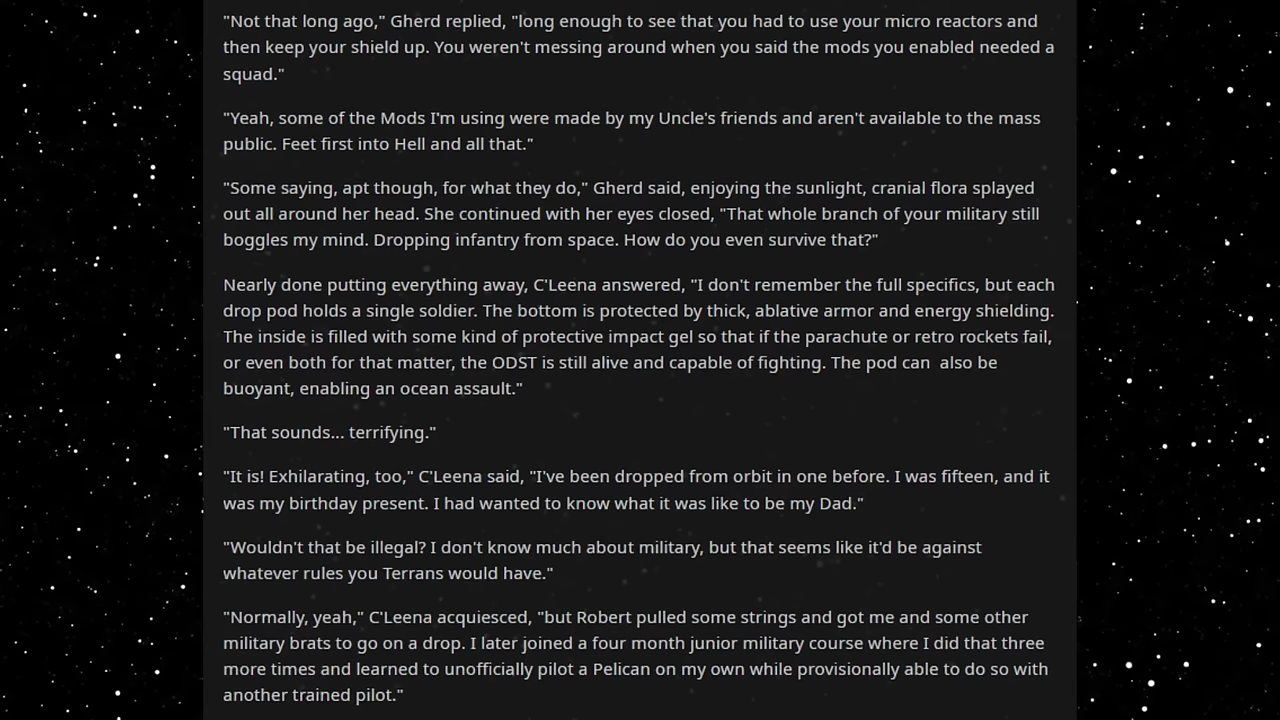 "Not that long ago," Gherd replied, "long enough to see that you had to use your micro reactors and
then keep your shield up. You weren't messing around when you said the mods you enabled needed a
squad."
"Yeah, some of the Mods I'm using were made by my Uncle's friends and aren't available to the mass
public. Feet first into Hell and all that."
"Some saying, apt though, for what they do," Gherd said, enjoying the sunlight, cranial flora splayed
out all around her head. She continued with her eyes closed, "That whole branch of your military still
boggles my mind. Dropping infantry from space. How do you even survive that?"
Nearly done putting everything away, C'Leena answered, "I don't remember the full specifics, but each
drop pod holds a single soldier. The bottom is protected by thick, ablative armor and energy shielding.
The inside is filled with some kind of protective impact gel so that if the parachute or retro rockets fail,
or even both for that matter, the ODST is still alive and capable of fighting. The pod can  also be
buoyant, enabling an ocean assault."
"That sounds... terrifying."
"It is! Exhilarating, too," C'Leena said, "I've been dropped from orbit in one before. I was fifteen, and it
was my birthday present. I had wanted to know what it was like to be my Dad."
"Wouldn't that be illegal? I don't know much about military, but that seems like it'd be against
whatever rules you Terrans would have."
"Normally, yeah," C'Leena acquiesced, "but Robert pulled some strings and got me and some other
military brats to go on a drop. I later joined a four month junior military course where I did that three
more times and learned to unofficially pilot a Pelican on my own while provisionally able to do so with
another trained pilot."